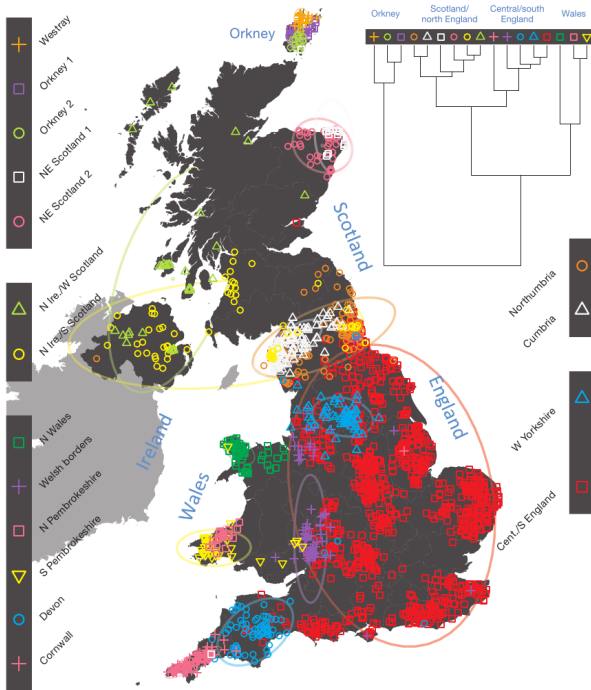 Westray
Orkney 1
Orkney 2
NE Scotland 1
NE Scotland 2
N Ire./W Scotland
N Ire./S Scotland
N Wales
Welsh borders
N Pembrokeshire
S Pembrokeshire
Devon
Cornwall
Orkney
Scotland
England
Ireland
Wales
Orkney
Scotland/
north England
Central/south
England
Wales
Northumbria
Cumbria
W Yorkshire
Cent./S England